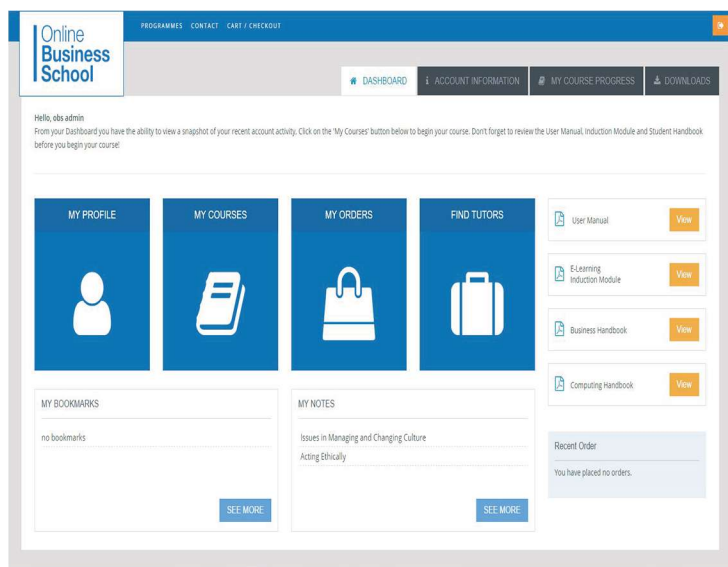 Online
Business
School
PROGRAMMES CONTACT CART / CHECKOUT
DASHBOARD
ACCOUNT INFORMATION
MY COURSE PROGRESS
DOWNLOADS
Hello, obs admin
From your Dashboard you have the ability to view a snapshot of your recent account activity, Click on the 'My Courses' button below to begin your course. Don't forget to review the User Manual, Induction Module and Student Handbook
before you begin your course!
MY PROFILE
MY COURSES
MY ORDERS
FIND TUTORS
User Manual
View
E-Learning
Induction Module
View
Business Handbook
View
Computing Handbook
View
MY BOOKMARKS
no bookmarks
SEE MORE
MY NOTES
Issues in Managing and Changing Culture
Acting Ethically
SEE MORE
Recent Order
You have placed no orders.